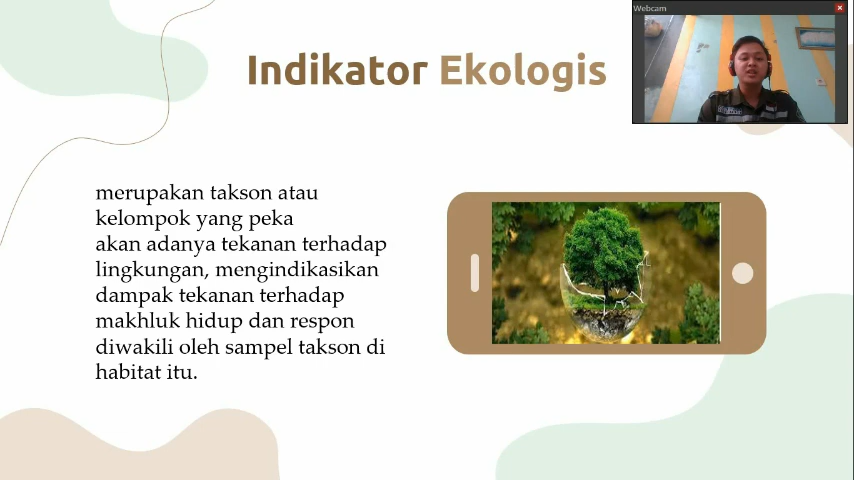 Webcam
Indikator Ekologis
merupakan takson atau
kelompok yang peka
akan adanya tekanan terhadap
lingkungan, mengindikasikan
dampak tekanan terhadap
makhluk hidup dan respon
diwakili oleh sampel takson di
habitat itu.